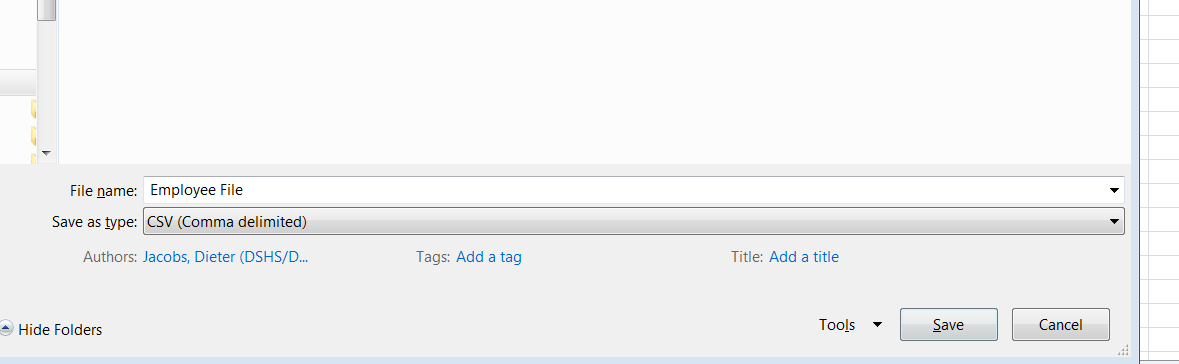 File name: Employee File
Save as type: CSV (Comma delimited)
Authors: Jacobs, Dieter (DSHS/D... Tags: Add a tag Title: Add a title
Hide Folders Tools Save Cancel